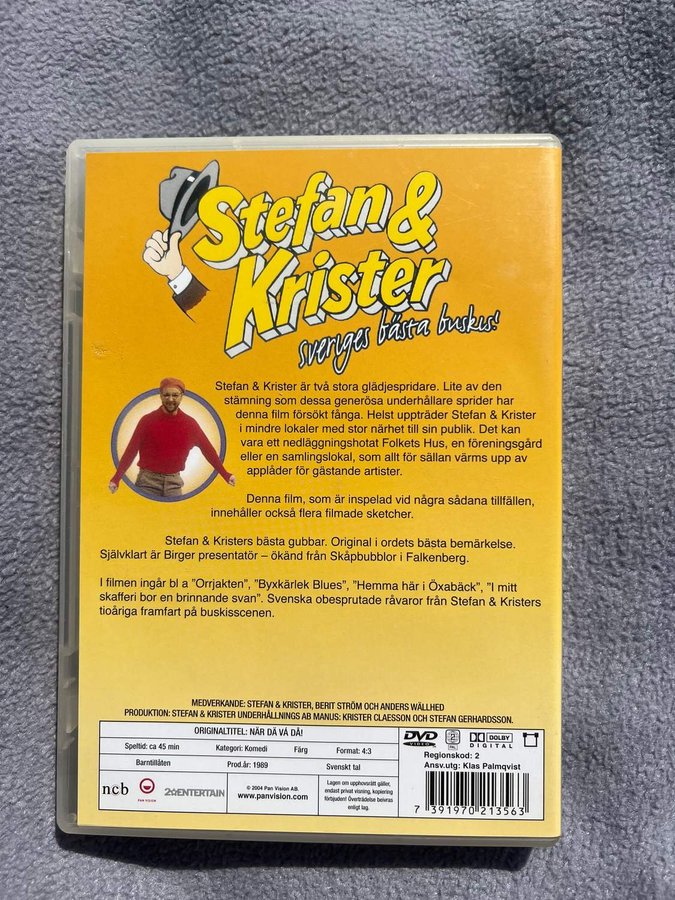 Stefan &
Krister
sveriges bästa buskis!
Stefan & Krister är två stora glädjespridare. Lite av den
stämning som dessa generösa underhållare sprider har
denna film försökt fånga. Helst uppträder Stefan & Krister
i mindre lokaler med stor närhet till sin publik. Det kan
vara ett nedläggningshotat Folkets Hus, en föreningsgård
eller en samlingslokal, som allt för sällan värms upp av
applåder för gästande artister.
Denna film, som är inspelad vid några sådana tillfällen,
innehåller också flera filmade sketcher.
Stefan & Kristers bästa gubbar. Original i ordets bästa bemärkelse.
Självklart är Birger presentatör – ökänd från Skåpbubblor i Falkenberg.
I filmen ingår bl a ”Orrjakten”, ”Byxkärlek Blues”, ”Hemma här i Öxabäck”, ”I mitt
skafferi bor en brinnande svan”. Svenska obesprutade råvaror från Stefan & Kristers
tioåriga framfart på buskisscenen.
MEDVERKANDE: STEFAN & KRISTER, BERIT STRÖM OCH ANDERS WÄLLHED
PRODUKTION: STEFAN & KRISTER UNDERHÅLLNINGS AB MANUS: KRISTER CLAESSON OCH STEFAN GERHARDSSON.
ORIGINALTITEL: NÄR DÄ VÅ DÅ!
Speltid: ca 45 min Kategori: Komedi Färg Format: 4:3
Barntillåten Prod.år: 1989 Svenskt tal
ncb PAN VISION 2ENTERTAIN
© 2004 Pan Vision AB.
www.panvision.com
Lagen om upphovsrätt gäller,
endast privat visning, kopiering
förbjuden! Överträdelse beivras
enligt lag.
DVD VIDEO 2 DOLBY DIGITAL
Regionskod: 2
Ansv.utg: Klas Palmqvist
7 391970 213563